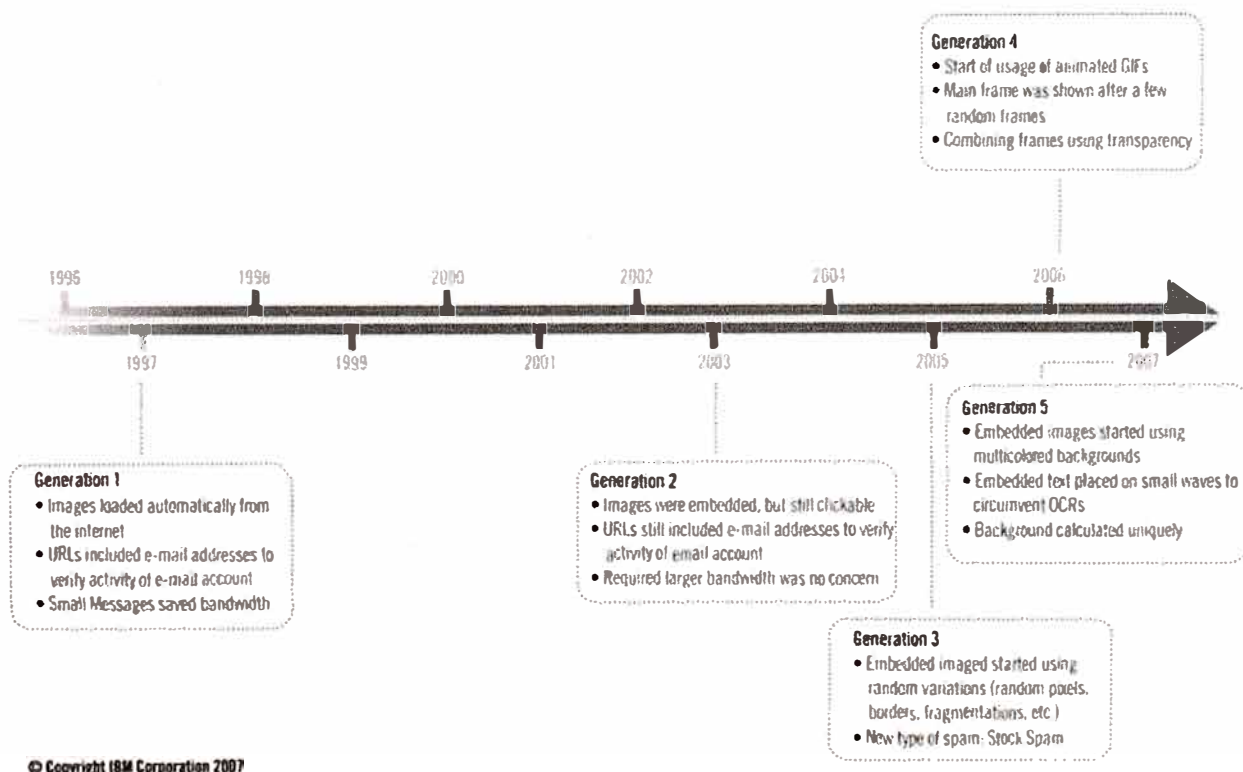 Generation 4
• Start of usage of animated GIFs
• Main frame was shown after a few
random frames
• Combining frames using transparency
1996
1998
2000
2002
2004
2006
1997
1999
2001
2003
2005
2007
Generation 1
• Images loaded automatically from
the internet
• URLs included e-mail addresses to
verify activity of e-mail account
• Small Messages saved bandwidth
Generation 2
• Images were embedded, but still clickable
• URLs still included e-mail addresses to verify
activity of email account
• Required larger bandwidth was no concern
Generation 5
• Embedded images started using
multicolored backgrounds
• Embedded text placed on small waves to
circumvent OCRs
• Background calculated uniquely
Generation 3
• Embedded imaged started using
random variations (random pixels,
borders, fragmentations, etc.)
• New type of spam: Stock Spam
© Copyright IBM Corporation 2007